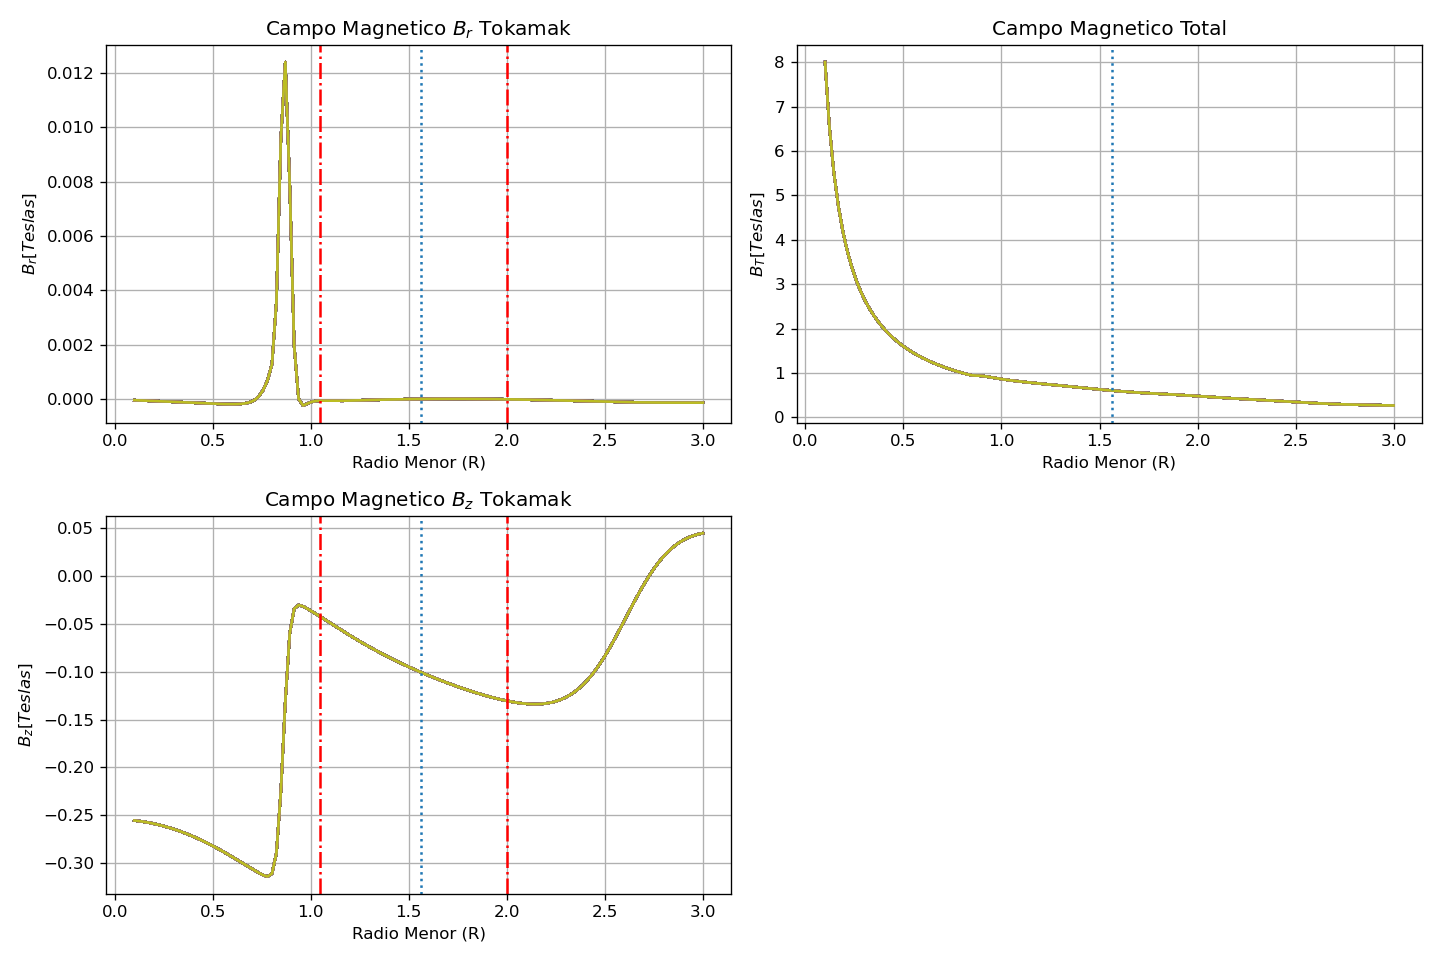 Campo Magnetico B_r Tokamak
0.012
0.010
0.008
0.006
0.004
0.002
0.000
B_r[Teslas]
0.0 0.5 1.0 1.5 2.0 2.5 3.0
Radio Menor (R)
Campo Magnetico Total
8
7
6
5
4
3
2
1
0
B_T[Teslas]
0.0 0.5 1.0 1.5 2.0 2.5 3.0
Radio Menor (R)
Campo Magnetico B_z Tokamak
0.05
0.00
−0.05
−0.10
−0.15
−0.20
−0.25
−0.30
B_z[Teslas]
0.0 0.5 1.0 1.5 2.0 2.5 3.0
Radio Menor (R)